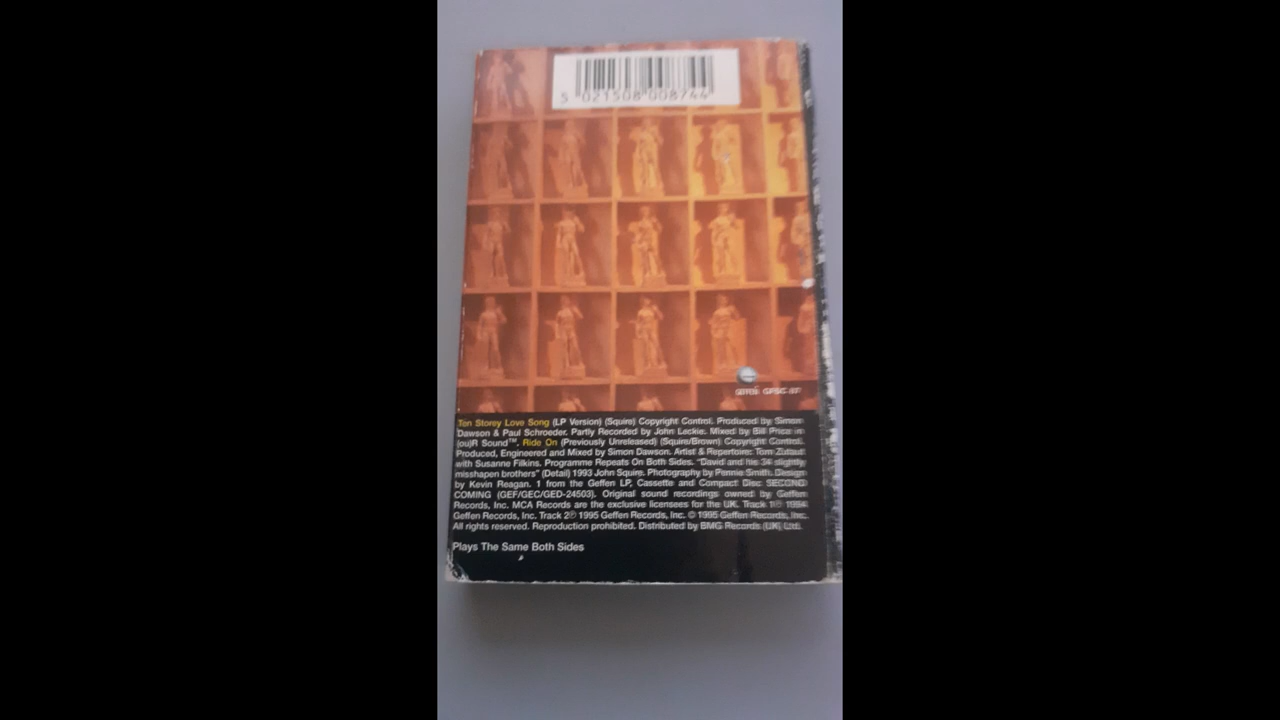 5 021508 008744
Ten Storey Love Song (LP Version) (Squire) Copyright Control. Produced by Simon
Dawson & Paul Schroeder. Partly Recorded by John Leckie. Mixed by Bill Price in
(ou)R Sound™. Ride On (Previously Unreleased) (Squire/Brown) Copyright Control.
Produced, Engineered and Mixed by Simon Dawson. Artist & Repertoire: Tom Zutaut
with Susanne Filkins. Programme Repeats On Both Sides. "David and his 34 slightly
misshapen brothers" (Detail) 1993 John Squire. Photography by Pennie Smith. Design
by Kevin Reagan. 1 from the Geffen LP, Cassette and Compact Disc SECOND
COMING (GEF/GEC/GED-24503). Original sound recordings owned by Geffen
Records, Inc. MCA Records are the exclusive licensees for the UK. Track 1℗ 1994
Geffen Records, Inc. Track 2℗ 1995 Geffen Records, Inc. © 1995 Geffen Records, Inc.
All rights reserved. Reproduction prohibited. Distributed by BMG Records (UK) Ltd.
Plays The Same Both Sides